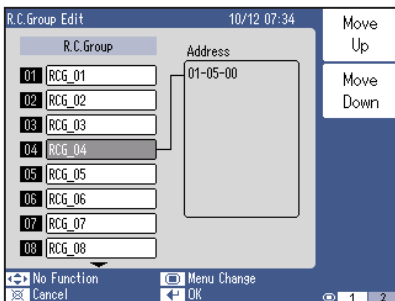 R.C.Group Edit 10/12 07:34
R.C.Group
Address
01 RCG_01
02 RCG_02
03 RCG_03
04 RCG_04
05 RCG_05
06 RCG_06
07 RCG_07
08 RCG_08
01-05-00
Move
Up
Move
Down
No Function
Menu Change
Cancel
OK
1 2